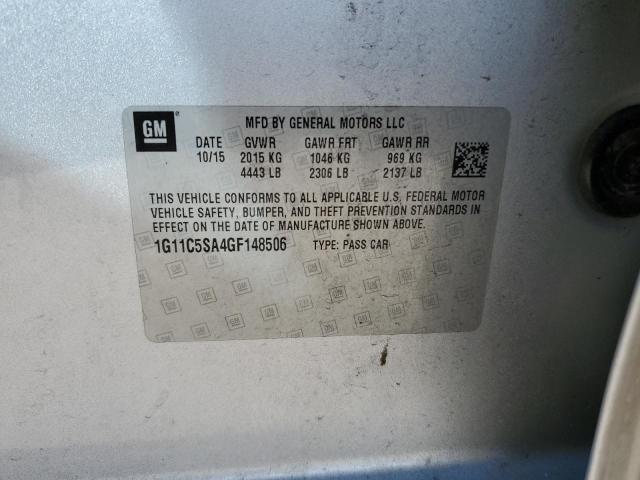 GM
MFD BY GENERAL MOTORS LLC
DATE GVWR GAWR FRT GAWR RR
10/15 2015 KG 1046 KG 969 KG
4443 LB 2306 LB 2137 LB
THIS VEHICLE CONFORMS TO ALL APPLICABLE U.S. FEDERAL MOTOR
VEHICLE SAFETY, BUMPER, AND THEFT PREVENTION STANDARDS IN
EFFECT ON THE DATE OF MANUFACTURE SHOWN ABOVE.
1G11C5SA4GF148506 TYPE: PASS CAR